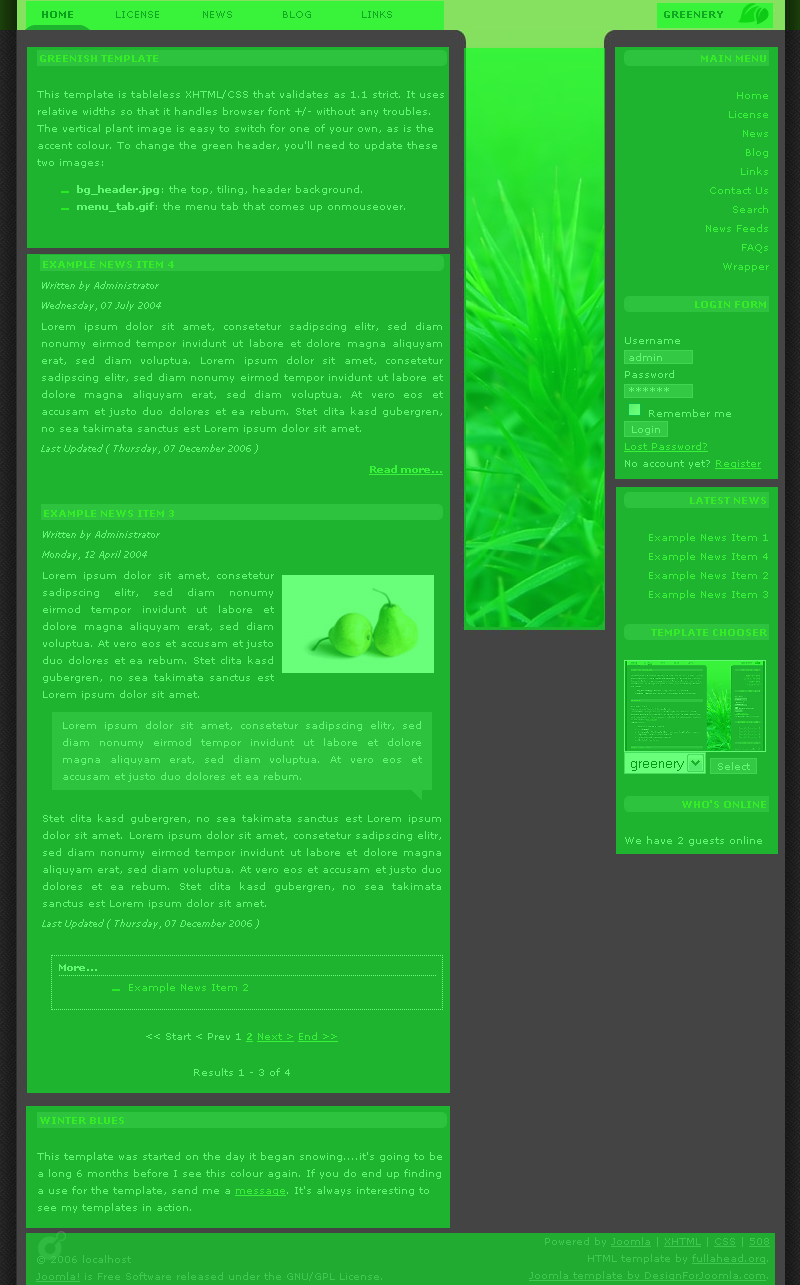 HOME LICENSE NEWS BLOG LINKS
GREENERY
GREENISH TEMPLATE
This template is tableless XHTML/CSS that validates as 1.1 strict. It uses
relative widths so that it handles browser font +/- without any troubles.
The vertical plant image is easy to switch for one of your own, as is the
accent colour. To change the green header, you'll need to update these
two images:
bg_header.jpg: the top, tiling, header background.
menu_tab.gif: the menu tab that comes up onmouseover.
EXAMPLE NEWS ITEM 4
Written by Administrator
Wednesday, 07 July 2004
Lorem ipsum dolor sit amet, consetetur sadipscing elitr, sed diam
nonumy eirmod tempor invidunt ut labore et dolore magna aliquyam
erat, sed diam voluptua. Lorem ipsum dolor sit amet, consetetur
sadipscing elitr, sed diam nonumy eirmod tempor invidunt ut labore et
dolore magna aliquyam erat, sed diam voluptua. At vero eos et
accusam et justo duo dolores et ea rebum. Stet clita kasd gubergren,
no sea takimata sanctus est Lorem ipsum dolor sit amet.
Last Updated ( Thursday, 07 December 2006 )
Read more...
EXAMPLE NEWS ITEM 3
Written by Administrator
Monday, 12 April 2004
Lorem ipsum dolor sit amet, consetetur
sadipscing elitr, sed diam nonumy
eirmod tempor invidunt ut labore et
dolore magna aliquyam erat, sed diam
voluptua. At vero eos et accusam et justo
duo dolores et ea rebum. Stet clita kasd
gubergren, no sea takimata sanctus est
Lorem ipsum dolor sit amet.
Lorem ipsum dolor sit amet, consetetur sadipscing elitr, sed
diam nonumy eirmod tempor invidunt ut labore et dolore
magna aliquyam erat, sed diam voluptua. At vero eos et
accusam et justo duo dolores et ea rebum.
Stet clita kasd gubergren, no sea takimata sanctus est Lorem ipsum
dolor sit amet. Lorem ipsum dolor sit amet, consetetur sadipscing elitr,
sed diam nonumy eirmod tempor invidunt ut labore et dolore magna
aliquyam erat, sed diam voluptua. At vero eos et accusam et justo duo
dolores et ea rebum. Stet clita kasd gubergren, no sea takimata
sanctus est Lorem ipsum dolor sit amet.
Last Updated ( Thursday, 07 December 2006 )
More...
Example News Item 2
<< Start < Prev 1 2 Next > End >>
Results 1 - 3 of 4
WINTER BLUES
This template was started on the day it began snowing....it's going to be
a long 6 months before I see this colour again. If you do end up finding
a use for the template, send me a message. It's always interesting to
see my templates in action.
MAIN MENU
Home
License
News
Blog
Links
Contact Us
Search
News Feeds
FAQs
Wrapper
LOGIN FORM
Username
admin
Password
******
Remember me
Login
Lost Password?
No account yet? Register
LATEST NEWS
Example News Item 1
Example News Item 4
Example News Item 2
Example News Item 3
TEMPLATE CHOOSER
greenery Select
WHO'S ONLINE
We have 2 guests online
© 2006 localhost
Joomla! is Free Software released under the GNU/GPL License.
Powered by Joomla | XHTML | CSS | 508
HTML template by fullahead.org.
Joomla template by DesignForJoomla.com.